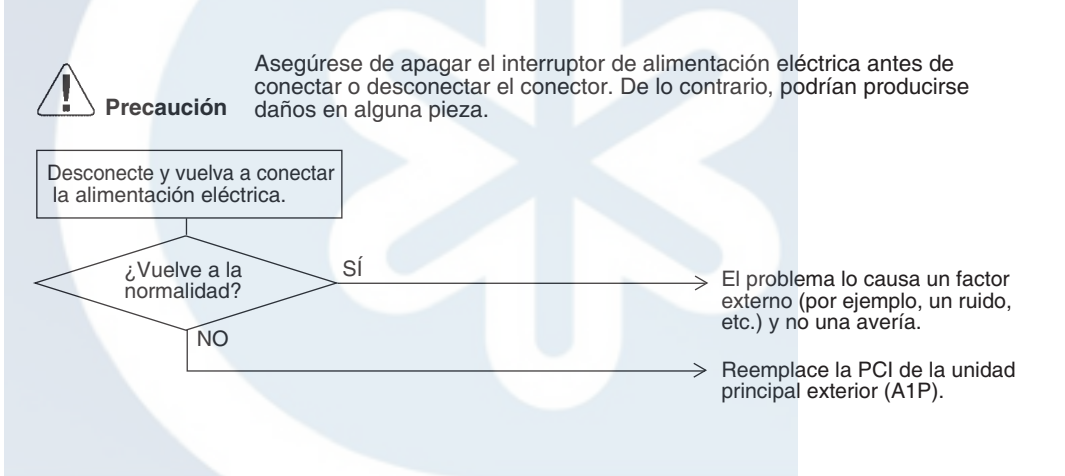 Precaución
Asegúrese de apagar el interruptor de alimentación eléctrica antes de
conectar o desconectar el conector. De lo contrario, podrían producirse
daños en alguna pieza.
Desconecte y vuelva a conectar
la alimentación eléctrica.
¿Vuelve a la
normalidad?
SÍ
El problema lo causa un factor
externo (por ejemplo, un ruido,
etc.) y no una avería.
NO
Reemplace la PCI de la unidad
principal exterior (A1P).